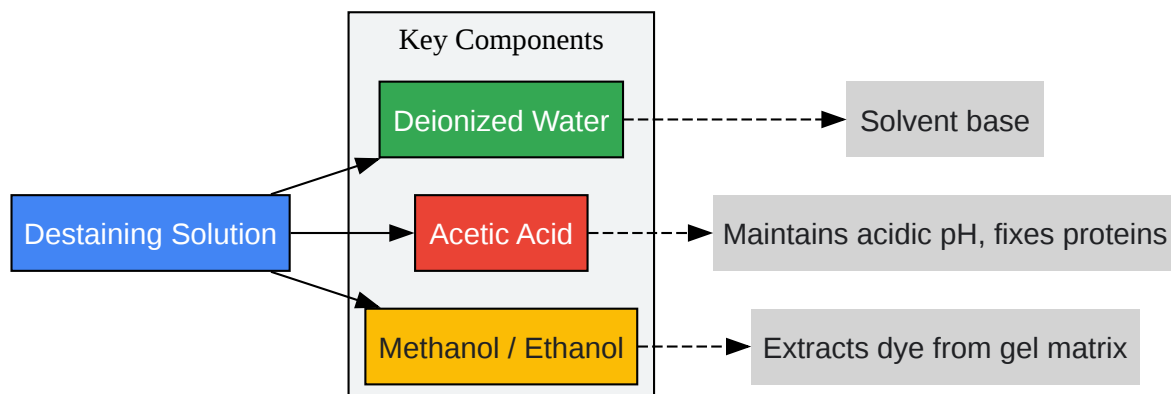 Key Components
Deionized Water
Solvent base
Destaining Solution
Acetic Acid
Maintains acidic pH, fixes proteins
Methanol / Ethanol
Extracts dye from gel matrix